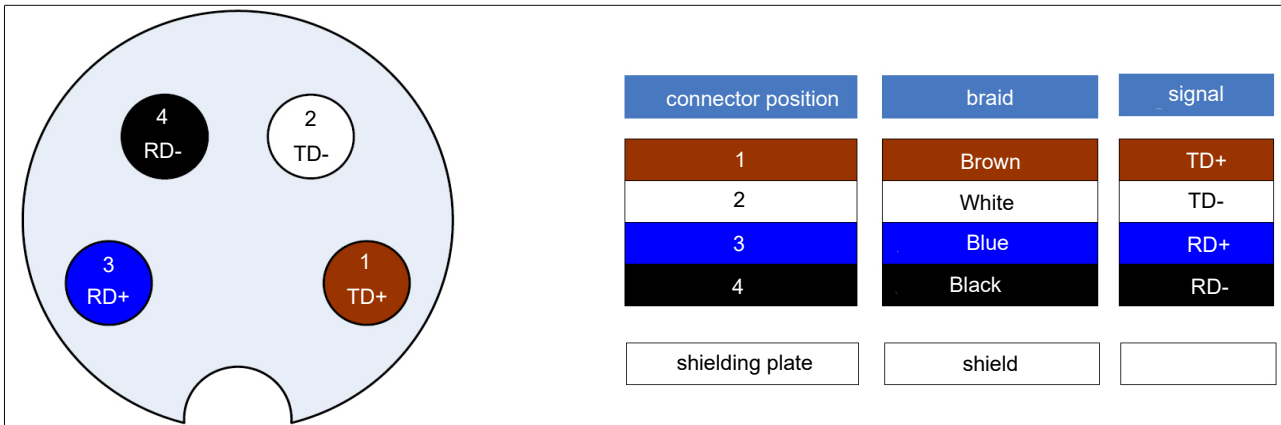 4
RD-
2
TD-
3
RD+
1
TD+
connector position braid signal
1 Brown TD+
2 White TD-
3 Blue RD+
4 Black RD-
shielding plate shield